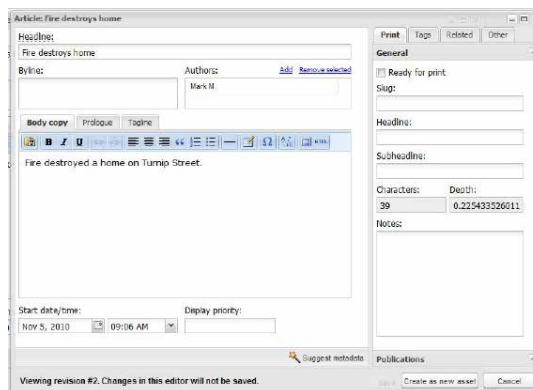 Article: Fire destroys home
Headline:
Fire destroys home
Byline:
Authors:
Add Remove selected
Mark M
Body copy Prologue Tagline
B I U HTML
Fire destroyed a home on Turnip Street.
Start date/time:
Display priority:
Nov 5, 2010 09:06 AM
Suggest metadata
Viewing revision #2. Changes in this editor will not be saved.
Print Tags Related Other
General
Ready for print
Slug:
Headline:
Subheadline:
Characters: Depth:
39 0.225433526011
Notes:
Publications
Save Create as new asset Cancel